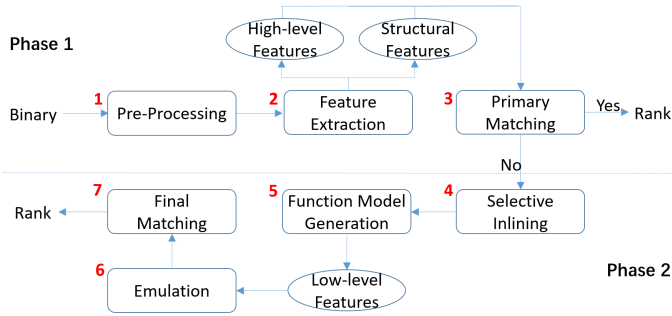 Phase 1
High-level
Features
Structural
Features
Binary
1
Pre-Processing
2
Feature
Extraction
3
Primary
Matching
Yes
Rank
No
7
Final
Matching
Rank
5
Function Model
Generation
4
Selective
Inlining
6
Emulation
Low-level
Features
Phase 2